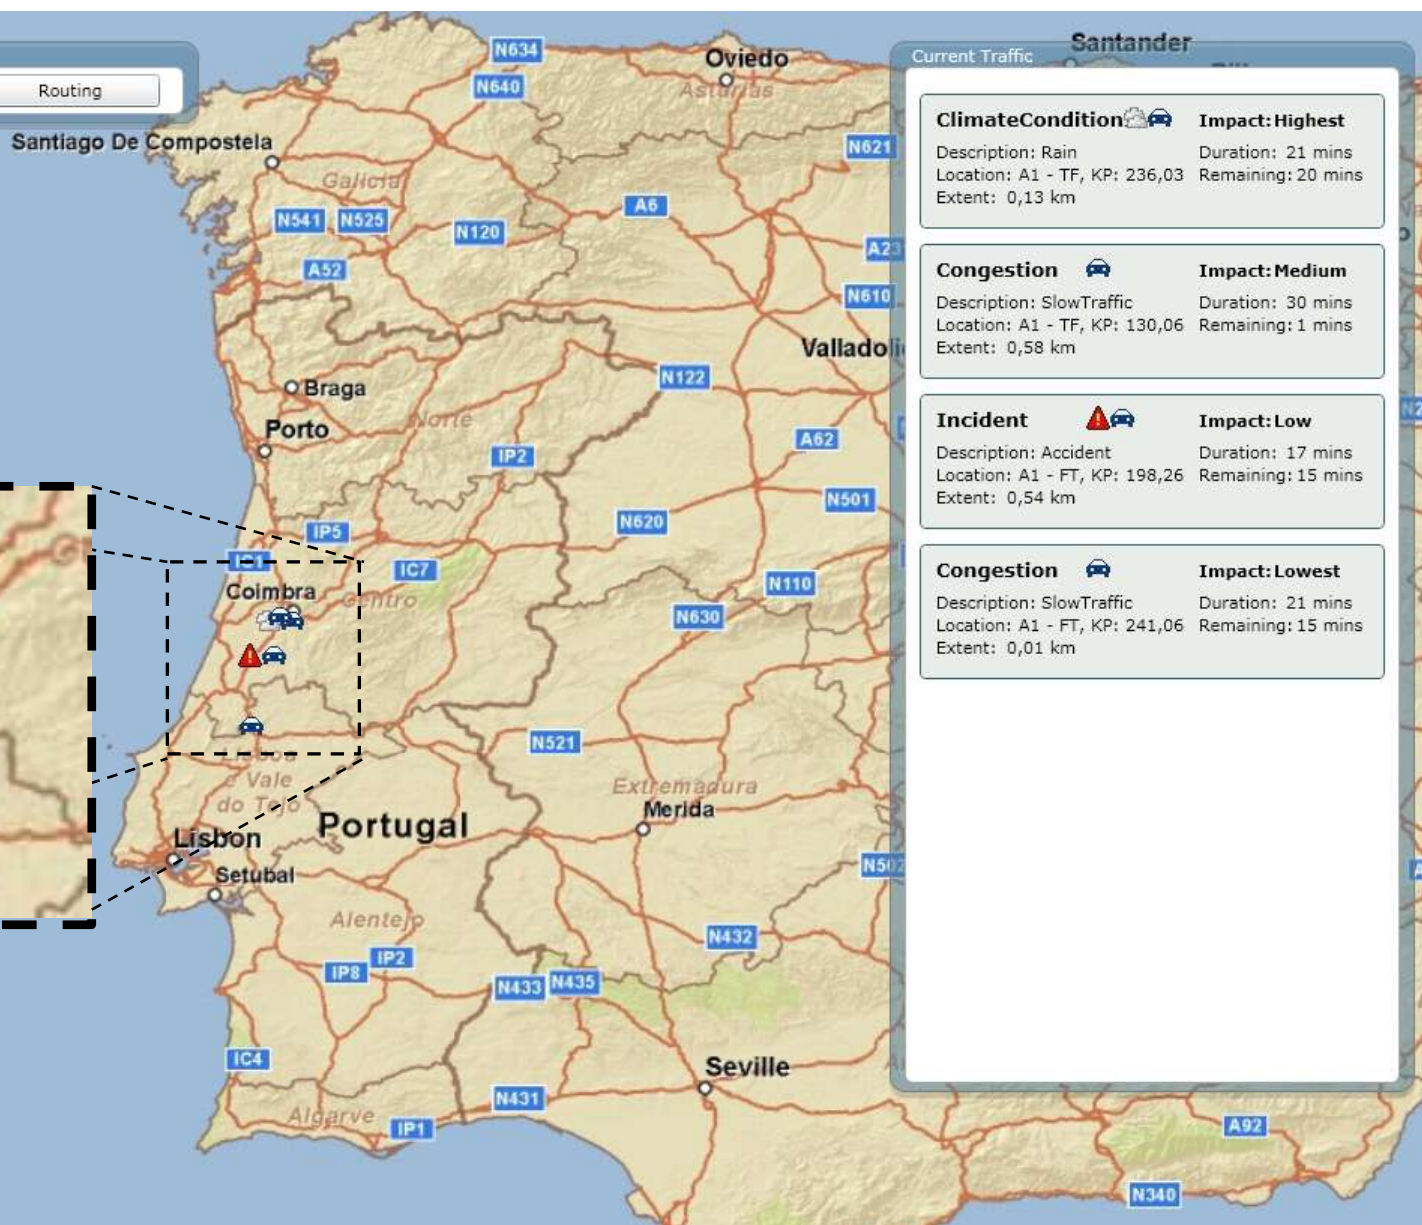 Routing
Current Traffic
ClimateCondition Impact: Highest
Description: Rain Duration: 21 mins
Location: A1 - TF, KP: 236,03 Remaining: 20 mins
Extent: 0,13 km
Congestion Impact: Medium
Description: SlowTraffic Duration: 30 mins
Location: A1 - TF, KP: 130,06 Remaining: 1 mins
Extent: 0,58 km
Incident Impact: Low
Description: Accident Duration: 17 mins
Location: A1 - FT, KP: 198,26 Remaining: 15 mins
Extent: 0,54 km
Congestion Impact: Lowest
Description: SlowTraffic Duration: 21 mins
Location: A1 - FT, KP: 241,06 Remaining: 15 mins
Extent: 0,01 km
Santander
N634
Oviedo
N640
Asturias
Santiago De Compostela
N621
Galicia
A6
N541
N525
N120
A52
N610
Valladoli
N122
Braga
Norte
Porto
A62
IP2
N501
N620
IP5
IC1
IC7
N110
Coimbra
Centro
N630
N521
Lisboa
e Vale
do Tejo
Extremadura
Merida
Portugal
Lisbon
Setubal
Alentejo
N432
IP2
IP8
N433
N435
IC4
Seville
N431
Algarve
IP1
A92
N340